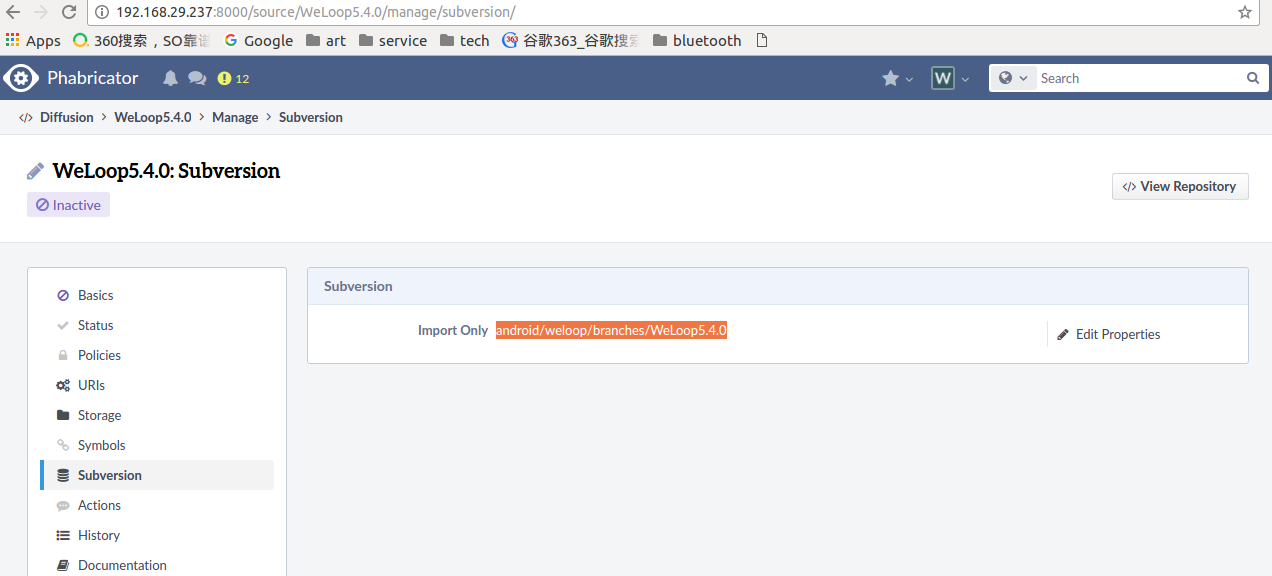 192.168.29.237:8000/source/WeLoop5.4.0/manage/subversion/
Apps 360搜索，SO靠谱 Google art service tech 谷歌363_谷歌搜索 bluetooth
Phabricator 12 W Search
Diffusion > WeLoop5.4.0 > Manage > Subversion
WeLoop5.4.0: Subversion
</> View Repository
Inactive
Subversion
Import Only android/weloop/branches/WeLoop5.4.0
Edit Properties
Basics
Status
Policies
URIs
Storage
Symbols
Subversion
Actions
History
Documentation